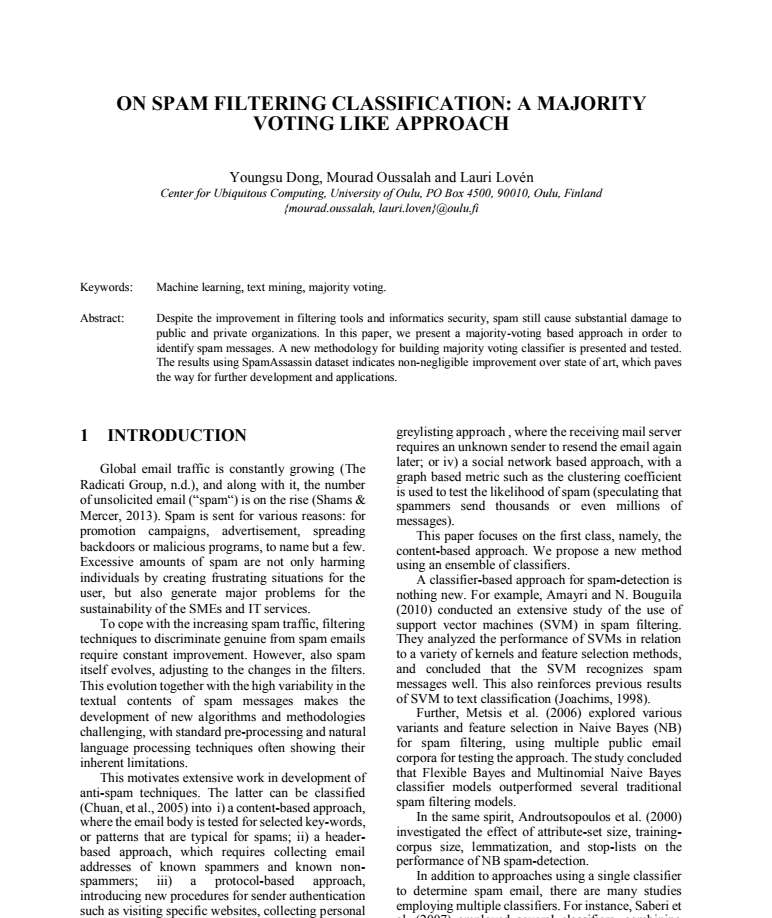 ON SPAM FILTERING CLASSIFICATION: A MAJORITY
VOTING LIKE APPROACH
Youngsu Dong, Mourad Oussalah and Lauri Lovén
Center for Ubiquitous Computing, University of Oulu, PO Box 4500, 90010, Oulu, Finland
{mourad.oussalah, lauri.loven}@oulu.fi
Keywords: Machine learning, text mining, majority voting.
Abstract: Despite the improvement in filtering tools and informatics security, spam still cause substantial damage to
public and private organizations. In this paper, we present a majority-voting based approach in order to
identify spam messages. A new methodology for building majority voting classifier is presented and tested.
The results using SpamAssassin dataset indicates non-negligible improvement over state of art, which paves
the way for further development and applications.
1 INTRODUCTION
Global email traffic is constantly growing (The
Radicati Group, n.d.), and along with it, the number
of unsolicited email (“spam“) is on the rise (Shams &
Mercer, 2013). Spam is sent for various reasons: for
promotion campaigns, advertisement, spreading
backdoors or malicious programs, to name but a few.
Excessive amounts of spam are not only harming
individuals by creating frustrating situations for the
user, but also generate major problems for the
sustainability of the SMEs and IT services.
To cope with the increasing spam traffic, filtering
techniques to discriminate genuine from spam emails
require constant improvement. However, also spam
itself evolves, adjusting to the changes in the filters.
This evolution together with the high variability in the
textual contents of spam messages makes the
development of new algorithms and methodologies
challenging, with standard pre-processing and natural
language processing techniques often showing their
inherent limitations.
This motivates extensive work in development of
anti-spam techniques. The latter can be classified
(Chuan, et al., 2005) into i) a content-based approach,
where the email body is tested for selected key-words,
or patterns that are typical for spams; ii) a header-
based approach, which requires collecting email
addresses of known spammers and known non-
spammers; iii) a protocol-based approach,
introducing new procedures for sender authentication
such as visiting specific websites, collecting personal
greylisting approach , where the receiving mail server
requires an unknown sender to resend the email again
later; or iv) a social network based approach, with a
graph based metric such as the clustering coefficient
is used to test the likelihood of spam (speculating that
spammers send thousands or even millions of
messages).
This paper focuses on the first class, namely, the
content-based approach. We propose a new method
using an ensemble of classifiers.
A classifier-based approach for spam-detection is
nothing new. For example, Amayri and N. Bouguila
(2010) conducted an extensive study of the use of
support vector machines (SVM) in spam filtering.
They analyzed the performance of SVMs in relation
to a variety of kernels and feature selection methods,
and concluded that the SVM recognizes spam
messages well. This also reinforces previous results
of SVM to text classification (Joachims, 1998).
Further, Metsis et al. (2006) explored various
variants and feature selection in Naive Bayes (NB)
for spam filtering, using multiple public email
corpora for testing the approach. The study concluded
that Flexible Bayes and Multinomial Naive Bayes
classifier models outperformed several traditional
spam filtering models.
In the same spirit, Androutsopoulos et al. (2000)
investigated the effect of attribute-set size, training-
corpus size, lemmatization, and stop-lists on the
performance of NB spam-detection.
In addition to approaches using a single classifier
to determine spam email, there are many studies
employing multiple classifiers. For instance, Saberi et